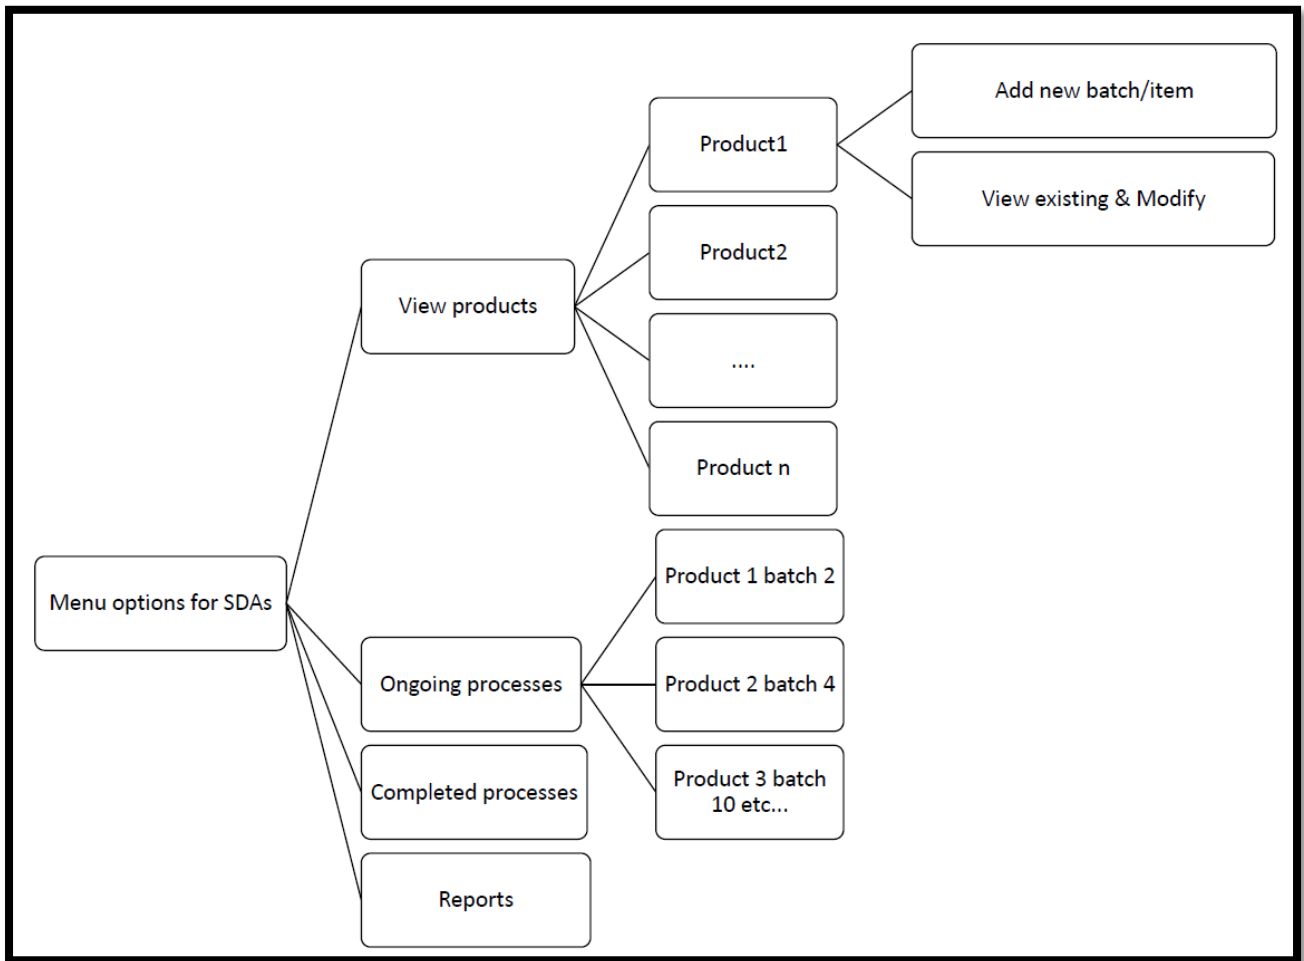 Menu options for SDAs
View products
Product1
Add new batch/item
View existing & Modify
Product2
....
Product n
Ongoing processes
Product 1 batch 2
Product 2 batch 4
Product 3 batch
10 etc...
Completed processes
Reports